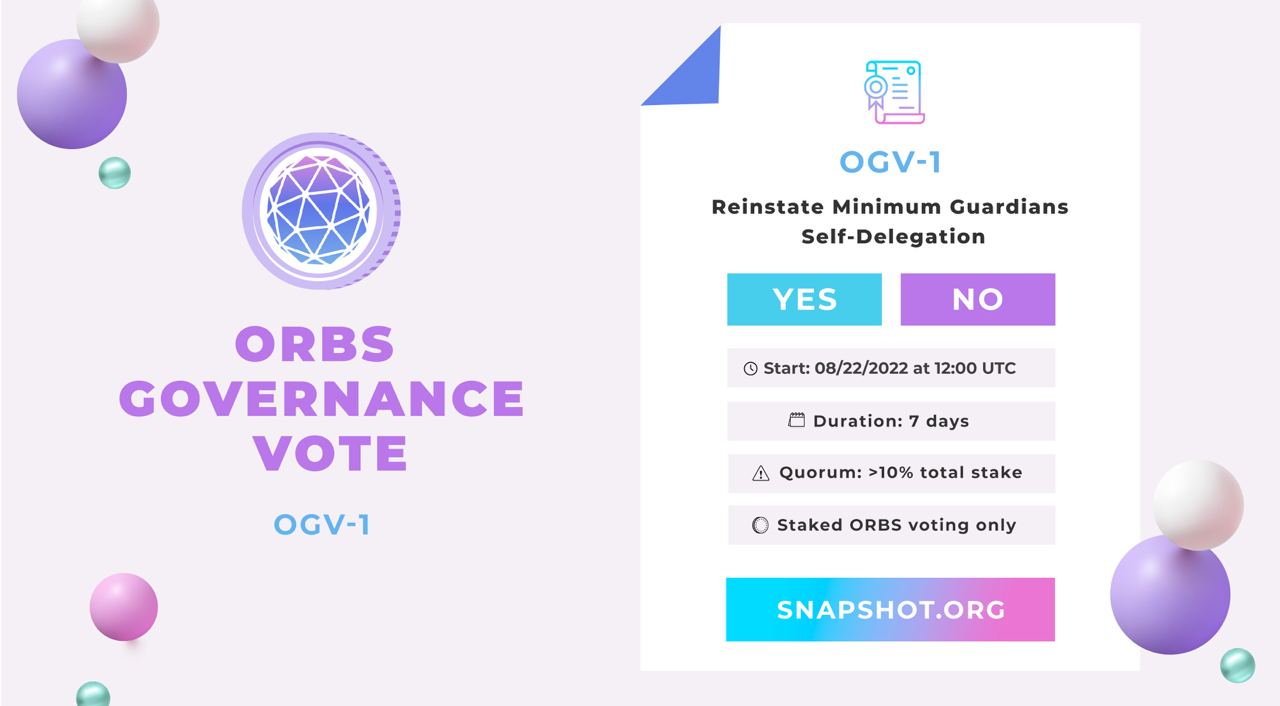 ORBS
GOVERNANCE
VOTE
OGV-1
OGV-1
Reinstate Minimum Guardians
Self-Delegation
YES
NO
Start: 08/22/2022 at 12:00 UTC
Duration: 7 days
Quorum: >10% total stake
Staked ORBS voting only
SNAPSHOT.ORG